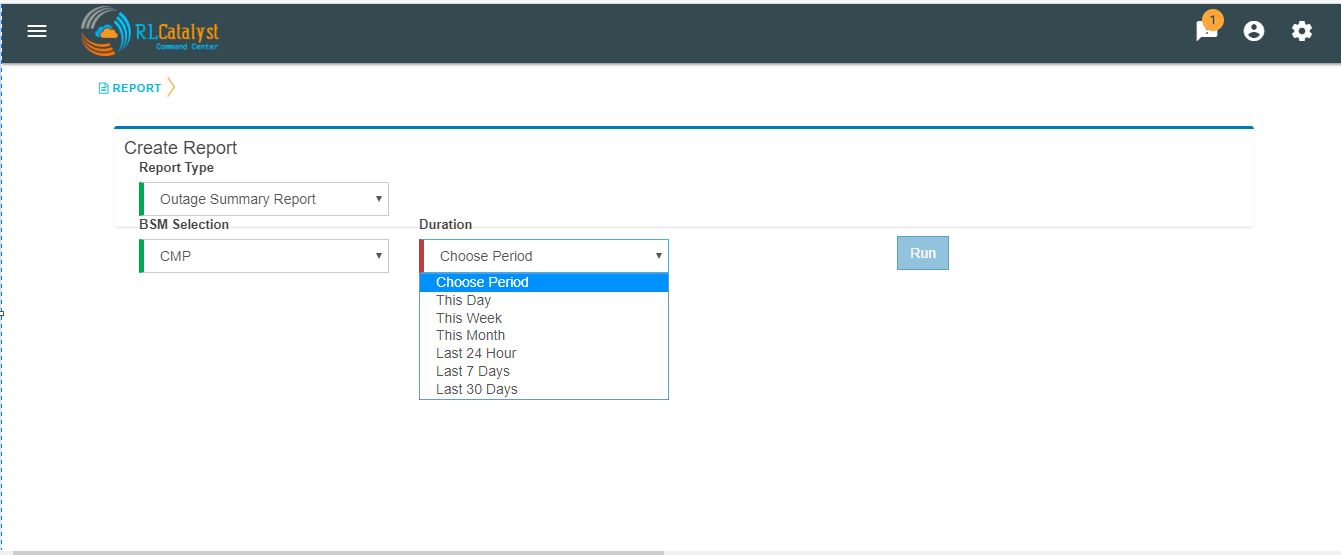 RLCatalyst
Command Center
1
REPORT
Create Report
Report Type
Outage Summary Report
BSM Selection
Duration
CMP
Choose Period
Run
Choose Period
This Day
This Week
This Month
Last 24 Hour
Last 7 Days
Last 30 Days